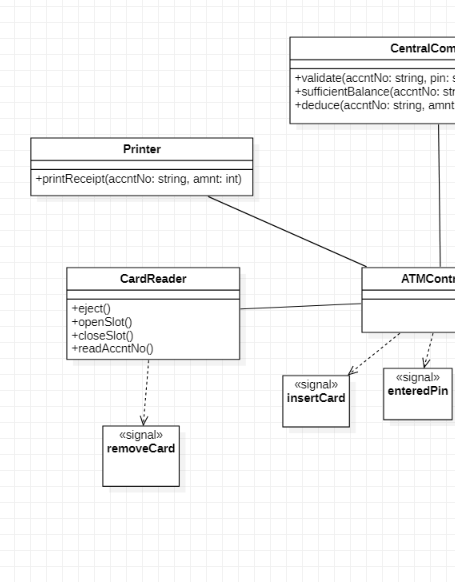 CentralCom
+validate(accntNo: string, pin: s
+sufficientBalance(accntNo: str
+deduce(accntNo: string, amnt
Printer
+printReceipt(accntNo: string, amnt: int)
CardReader
+eject()
+openSlot()
+closeSlot()
+readAccntNo()
ATMContr
«signal»
insertCard
«signal»
enteredPin
«signal»
removeCard